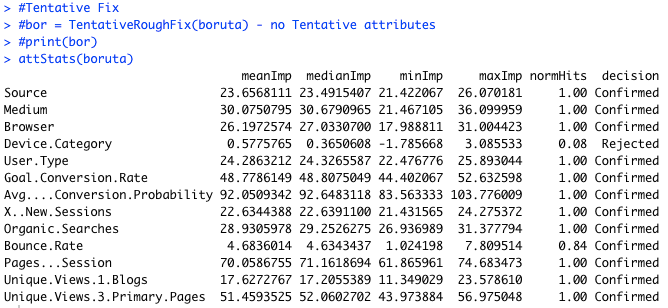 > #Tentative Fix
> #bor = TentativeRoughFix(boruta) - no Tentative attributes
> #print(bor)
> attStats(boruta)
meanImp medianImp minImp maxImp normHits decision
Source 23.6568111 23.4915407 21.422067 26.070181 1.00 Confirmed
Medium 30.0750795 30.6790965 21.467105 36.099959 1.00 Confirmed
Browser 26.1972574 27.0330700 17.988811 31.004423 1.00 Confirmed
Device.Category 0.5775765 0.3650608 -1.785668 3.085533 0.08 Rejected
User.Type 24.2863212 24.3265587 22.476776 25.893044 1.00 Confirmed
Goal.Conversion.Rate 48.7786149 48.8075049 44.402067 52.632598 1.00 Confirmed
Avg....Conversion.Probability 92.0509342 92.6483118 83.563333 103.776009 1.00 Confirmed
X..New.Sessions 22.6344388 22.6391100 21.431565 24.275372 1.00 Confirmed
Organic.Searches 28.9305978 29.2526275 26.936989 31.377794 1.00 Confirmed
Bounce.Rate 4.6836014 4.6343437 1.024198 7.809514 0.84 Confirmed
Pages...Session 70.0586755 71.1618694 61.865961 74.683473 1.00 Confirmed
Unique.Views.1.Blogs 17.6272767 17.2055389 11.349029 23.578610 1.00 Confirmed
Unique.Views.3.Primary.Pages 51.4593525 52.0602702 43.973884 56.975048 1.00 Confirmed